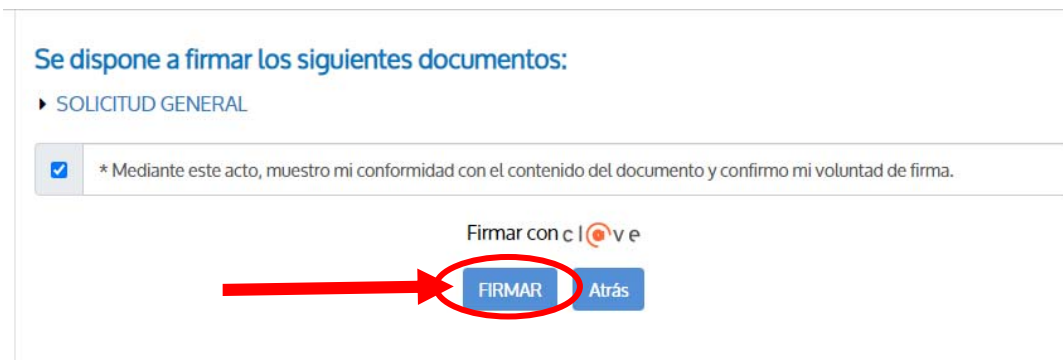 Se dispone a firmar los siguientes documentos:
SOLICITUD GENERAL
* Mediante este acto, muestro mi conformidad con el contenido del documento y confirmo mi voluntad de firma.
Firmar con cl@ve
FIRMAR Atrás